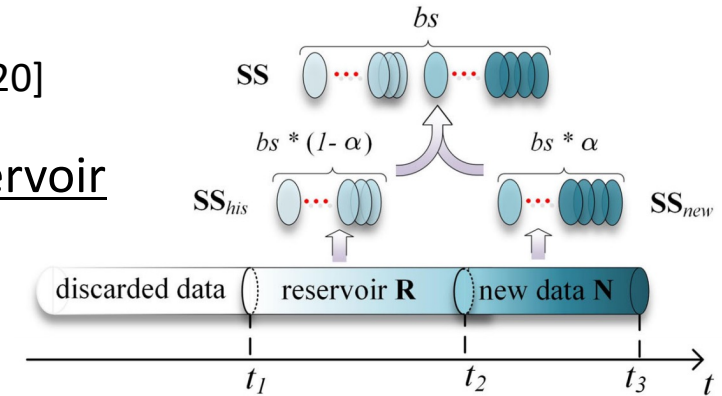 bs
20]
SS
bs * (1- α)
bs * α
ervoir
SShis
SSnew
discarded data
reservoir R
new data N
t1
t2
t3
t